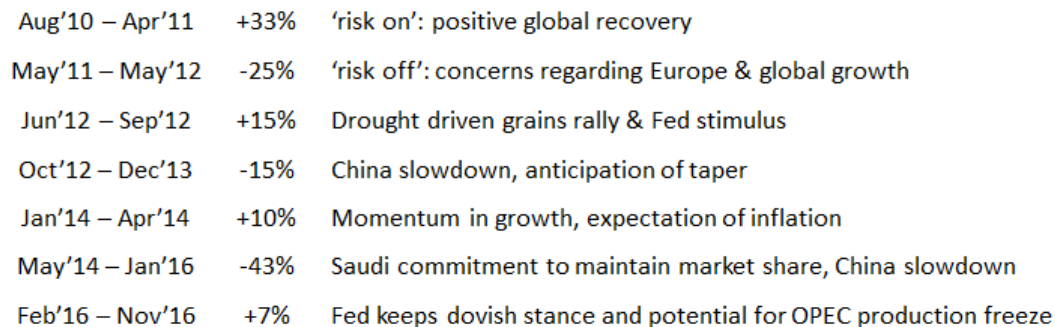 Aug’10 – Apr’11 +33% ‘risk on’: positive global recovery
May’11 – May’12 -25% ‘risk off’: concerns regarding Europe & global growth
Jun’12 – Sep’12 +15% Drought driven grains rally & Fed stimulus
Oct’12 – Dec’13 -15% China slowdown, anticipation of taper
Jan’14 – Apr’14 +10% Momentum in growth, expectation of inflation
May’14 – Jan’16 -43% Saudi commitment to maintain market share, China slowdown
Feb’16 – Nov’16 +7% Fed keeps dovish stance and potential for OPEC production freeze